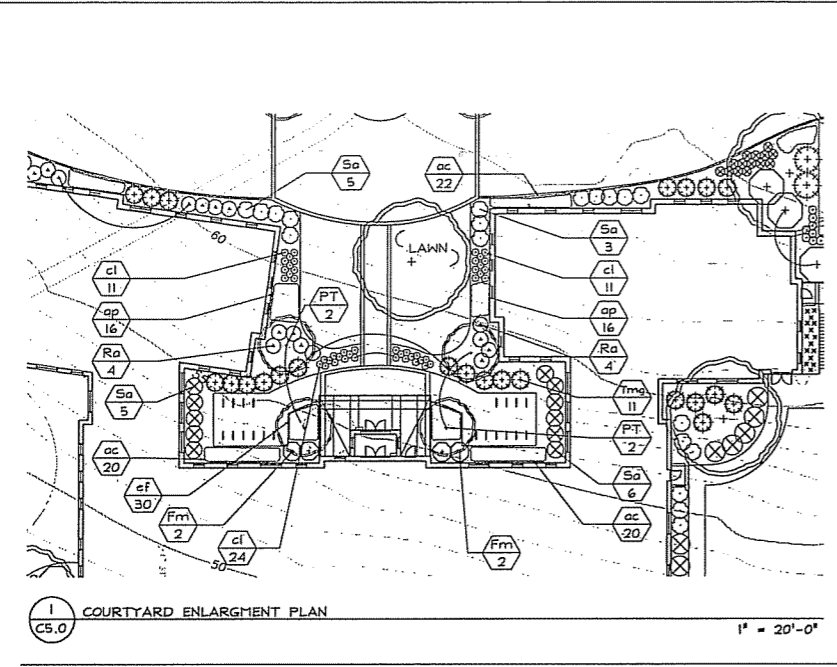 Sa
5
ac
22
60
LAWN
Sa
3
cl
11
cl
11
PT
2
ap
16
ap
16
Ra
4
Ra
4
Sa
5
Tmg
11
PT
2
ac
20
Sa
6
ef
30
Fm
2
ac
20
cl
24
Fm
2
50
1
C5.0
COURTYARD ENLARGMENT PLAN
1" = 20'-0"